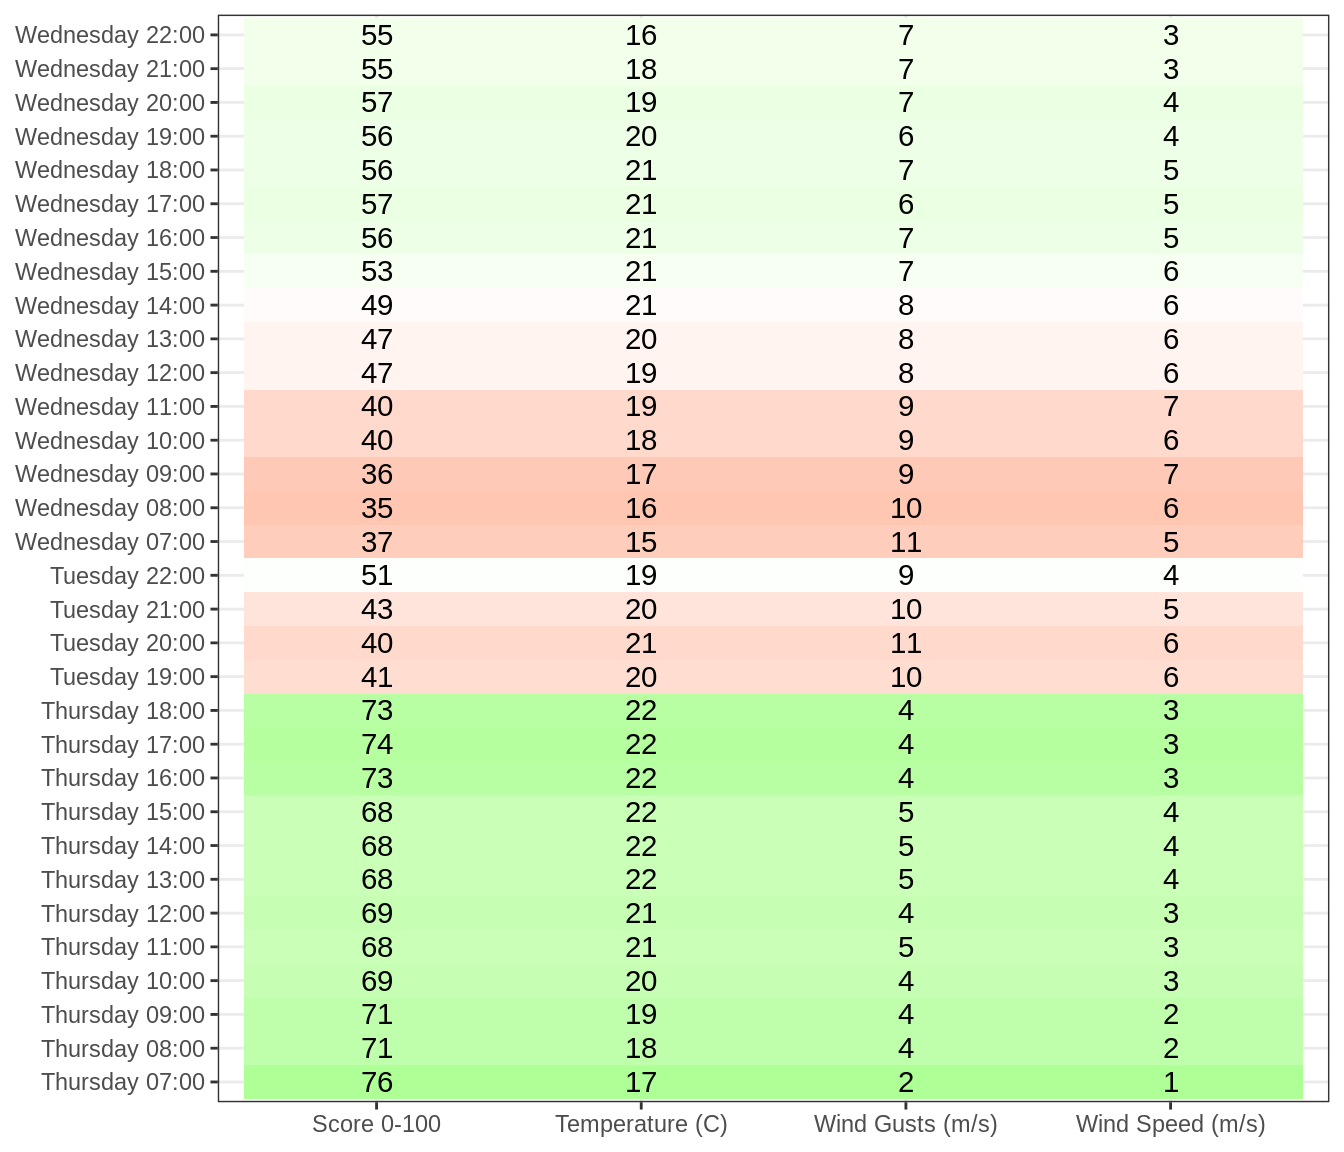 Wednesday 22:00 55 16 7 3
Wednesday 21:00 55 18 7 3
Wednesday 20:00 57 19 7 4
Wednesday 19:00 56 20 6 4
Wednesday 18:00 56 21 7 5
Wednesday 17:00 57 21 6 5
Wednesday 16:00 56 21 7 5
Wednesday 15:00 53 21 7 6
Wednesday 14:00 49 21 8 6
Wednesday 13:00 47 20 8 6
Wednesday 12:00 47 19 8 6
Wednesday 11:00 40 19 9 7
Wednesday 10:00 40 18 9 6
Wednesday 09:00 36 17 9 7
Wednesday 08:00 35 16 10 6
Wednesday 07:00 37 15 11 5
Tuesday 22:00 51 19 9 4
Tuesday 21:00 43 20 10 5
Tuesday 20:00 40 21 11 6
Tuesday 19:00 41 20 10 6
Thursday 18:00 73 22 4 3
Thursday 17:00 74 22 4 3
Thursday 16:00 73 22 4 3
Thursday 15:00 68 22 5 4
Thursday 14:00 68 22 5 4
Thursday 13:00 68 22 5 4
Thursday 12:00 69 21 4 3
Thursday 11:00 68 21 5 3
Thursday 10:00 69 20 4 3
Thursday 09:00 71 19 4 2
Thursday 08:00 71 18 4 2
Thursday 07:00 76 17 2 1
Score 0-100 Temperature (C) Wind Gusts (m/s) Wind Speed (m/s)